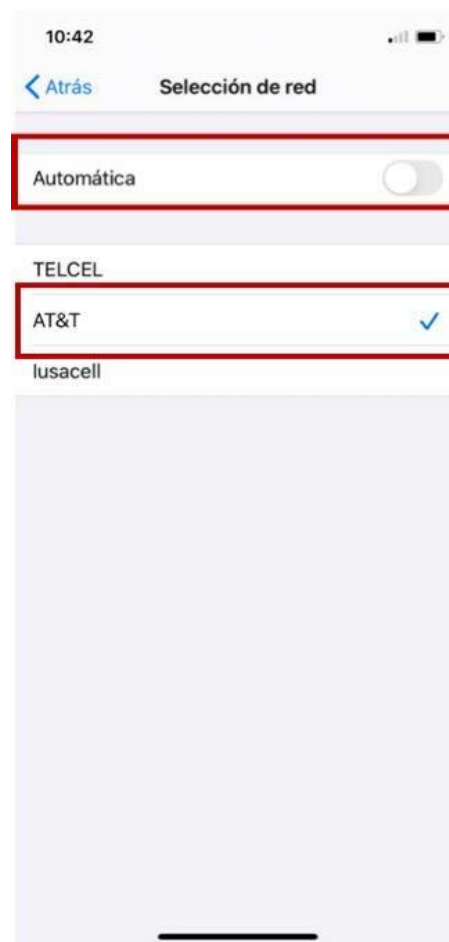 10:42
Atrás Selección de red
Automática
TELCEL
AT&T
Iusacell